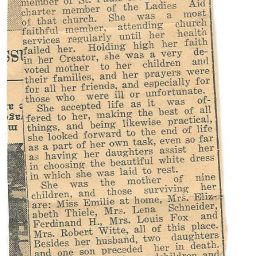 member of St. Pau
charter member of the Ladies Aid
of that church. She was a most
faithful member, attending church
services regularly until her health
failed her. Holding high her faith
in her Creator, she was a very de-
voted mother to her children and
their families, and her prayers were
for all her friends, and especially for
those who were ill or unfortunate.
She accepted life as it was of-
fered to her, making the best of all
things, and being likewise practical,
she looked forward to the end of life
as a part of her own task, even so far
as having her daughters assist her
in choosing the beautiful white dress
in which she was laid to rest.
She was the mother of nine
children, and those surviving her
are: Miss Emilie at home, Mrs. Eliz-
abeth Thiele, Mrs. Lena Schneider,
Ferdinand H., Mrs. Louis Fox and
Mrs. Robert Witte, all of this place.
Besides her husband, two daughters
and one son preceded her in death.
children and